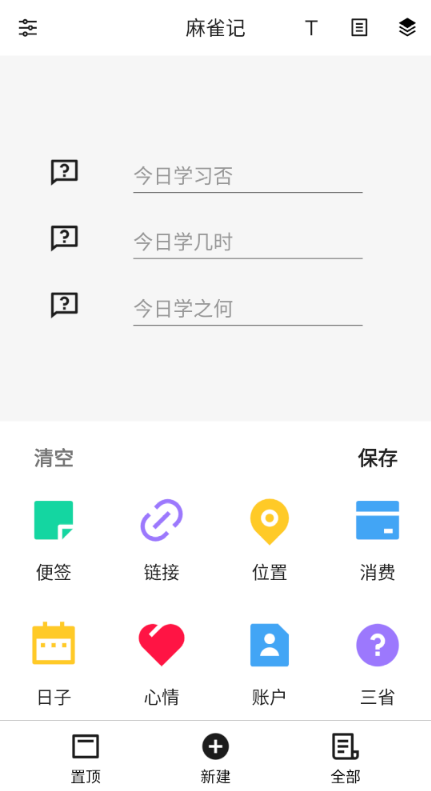 麻雀记 T
今日学习否
今日学几时
今日学之何
清空 保存
便签 链接 位置 消费
日子 心情 账户 三省
置顶 新建 全部